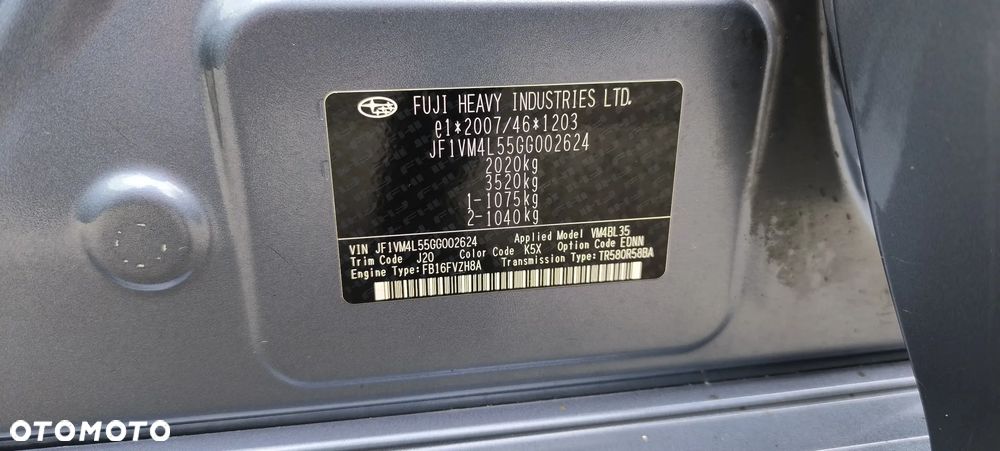 FUJI HEAVY INDUSTRIES LTD.
e1*2007/46*1203
JF1VM4L55GG002624
2020kg
3520kg
1-1075kg
2-1040kg
VIN JF1VM4L55GG002624 Applied Model VM4BL35
Trim Code J20 Color Code K5X Option Code EDNN
Engine Type: FB16FVZH8A Transmission Type: TR580R58BA
OTOMOTO